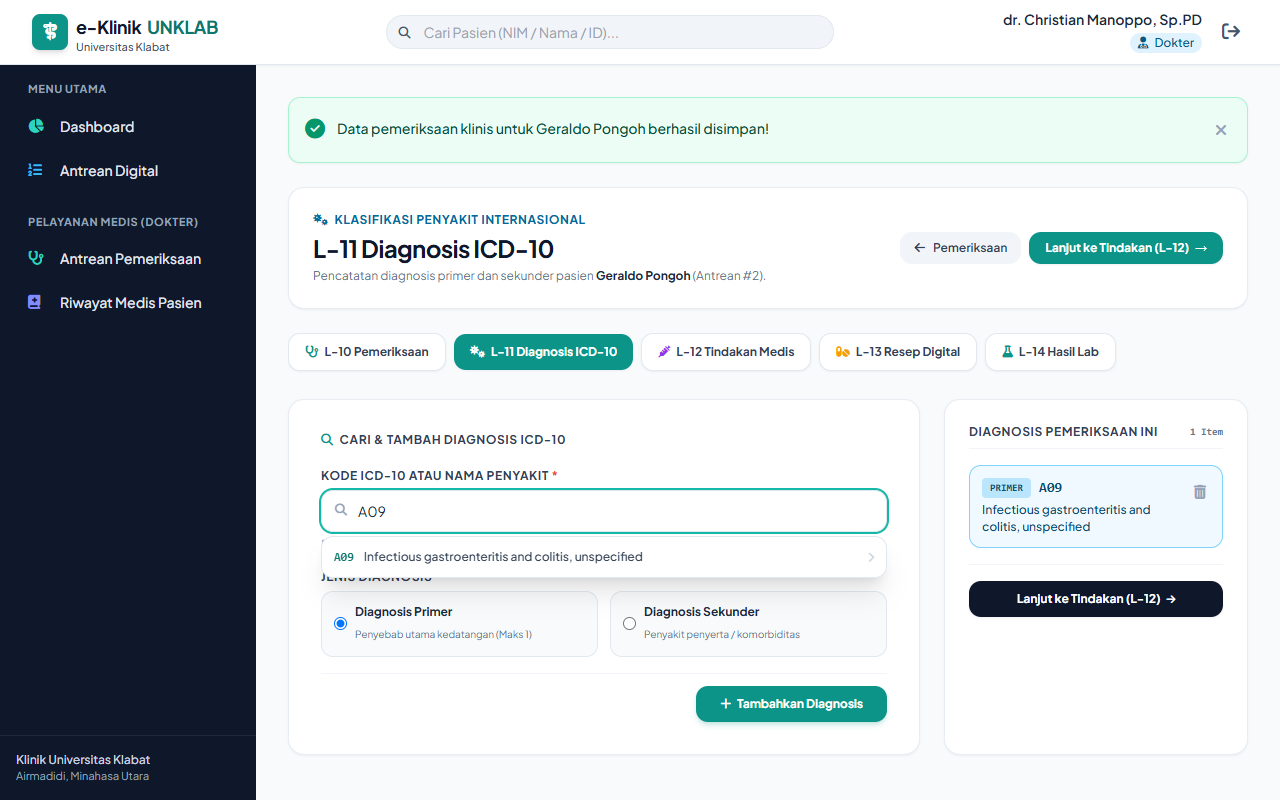 e-Klinik UNKLAB
Universitas Klabat
Cari Pasien (NIM / Nama / ID)...
dr. Christian Manoppo, Sp.PD
Dokter
MENU UTAMA
Dashboard
Antrean Digital
PELAYANAN MEDIS (DOKTER)
Antrean Pemeriksaan
Riwayat Medis Pasien
Klinik Universitas Klabat
Airmadidi, Minahasa Utara
Data pemeriksaan klinis untuk Geraldo Pongoh berhasil disimpan!
KLASIFIKASI PENYAKIT INTERNASIONAL
L-11 Diagnosis ICD-10
Pencatatan diagnosis primer dan sekunder pasien Geraldo Pongoh (Antrean #2).
← Pemeriksaan
Lanjut ke Tindakan (L-12) →
L-10 Pemeriksaan
L-11 Diagnosis ICD-10
L-12 Tindakan Medis
L-13 Resep Digital
L-14 Hasil Lab
CARI & TAMBAH DIAGNOSIS ICD-10
KODE ICD-10 ATAU NAMA PENYAKIT *
A09
A09 Infectious gastroenteritis and colitis, unspecified
JENIS DIAGNOSIS
Diagnosis Primer
Penyebab utama kedatangan (Maks 1)
Diagnosis Sekunder
Penyakit penyerta / komorbiditas
+ Tambahkan Diagnosis
DIAGNOSIS PEMERIKSAAN INI
1 Item
PRIMER A09
Infectious gastroenteritis and
colitis, unspecified
Lanjut ke Tindakan (L-12) →